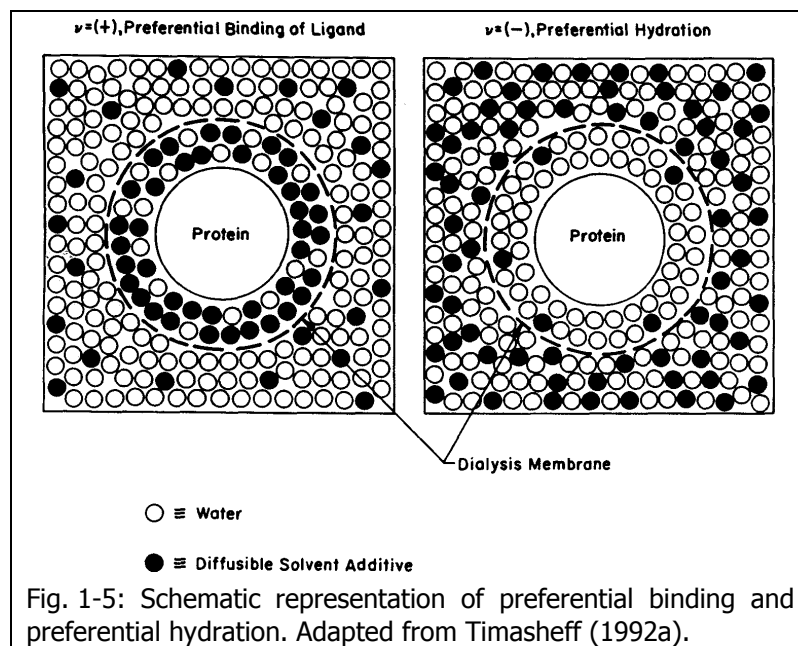 ν=(+),Preferential Binding of Ligand
ν=(−), Preferential Hydration
Protein
Protein
Dialysis Membrane
○ ≡ Water
● ≡ Diffusible Solvent Additive
Fig. 1-5: Schematic representation of preferential binding and
preferential hydration. Adapted from Timasheff (1992a).